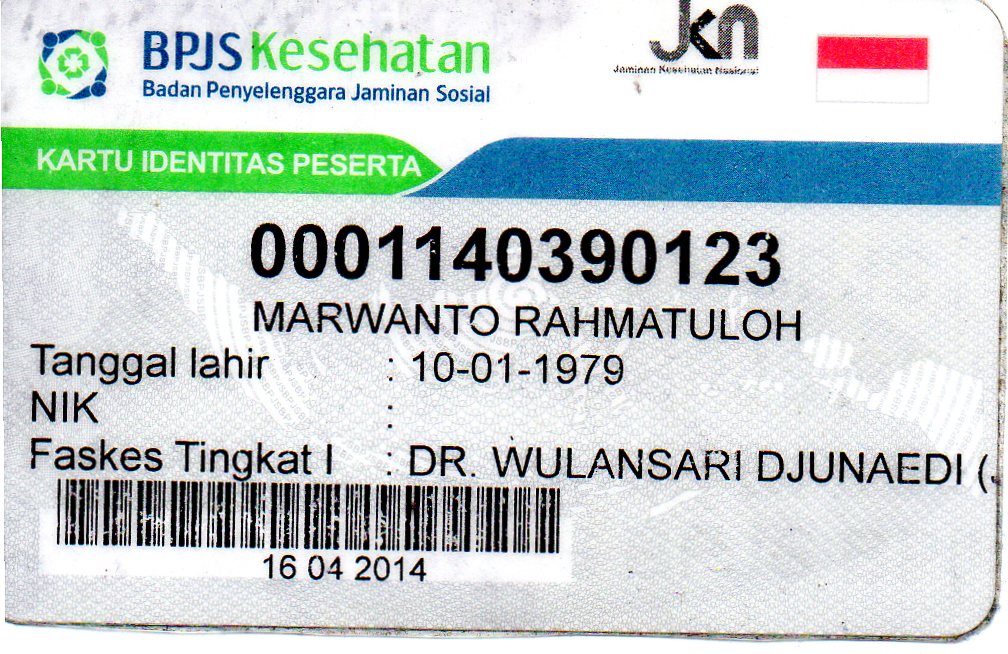 BPJS Kesehatan
Badan Penyelenggara Jaminan Sosial
JKN
Jaminan Kesehatan Nasional
KARTU IDENTITAS PESERTA
0001140390123
MARWANTO RAHMATULOH
Tanggal lahir : 10-01-1979
NIK :
Faskes Tingkat I : DR. WULANSARI DJUNAEDI (
16 04 2014